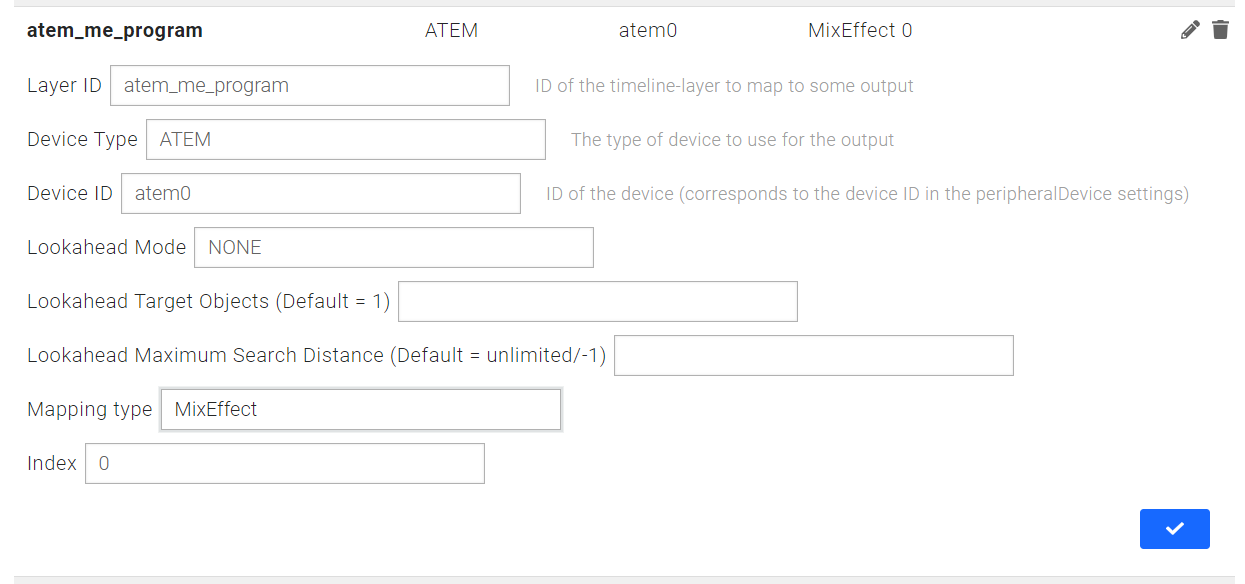 atem_me_program ATEM atem0 MixEffect 0
Layer ID atem_me_program ID of the timeline-layer to map to some output
Device Type ATEM The type of device to use for the output
Device ID atem0 ID of the device (corresponds to the device ID in the peripheralDevice settings)
Lookahead Mode NONE
Lookahead Target Objects (Default = 1)
Lookahead Maximum Search Distance (Default = unlimited/-1)
Mapping type MixEffect
Index 0